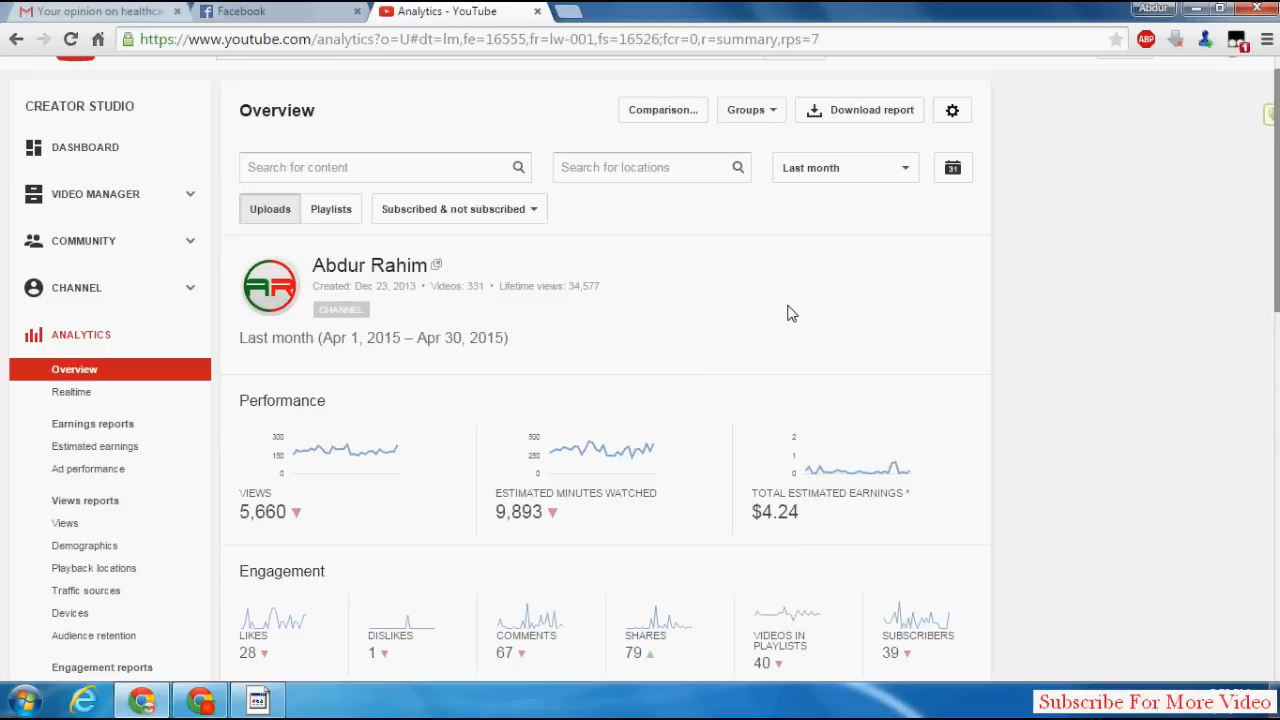 Your opinion on healthca
Facebook
Analytics - YouTube
Abdur
https://www.youtube.com/analytics?o=U#dt=lm,fe=16555,fr=lw-001,fs=16526;fcr=0,r=summary,rps=7
ABP
1
CREATOR STUDIO
DASHBOARD
VIDEO MANAGER
COMMUNITY
CHANNEL
ANALYTICS
Overview
Realtime
Earnings reports
Estimated earnings
Ad performance
Views reports
Views
Demographics
Playback locations
Traffic sources
Devices
Audience retention
Engagement reports
Overview
Comparison...
Groups
Download report
Search for content
Search for locations
Last month
31
Uploads
Playlists
Subscribed & not subscribed
AR
Abdur Rahim
Created: Dec 23, 2013 • Videos: 331 • Lifetime views: 34,577
CHANNEL
Last month (Apr 1, 2015 – Apr 30, 2015)
Performance
300
150
0
VIEWS
5,660
500
250
0
ESTIMATED MINUTES WATCHED
9,893
2
1
0
TOTAL ESTIMATED EARNINGS *
$4.24
Engagement
LIKES
28
DISLIKES
1
COMMENTS
67
SHARES
79
VIDEOS IN
PLAYLISTS
40
SUBSCRIBERS
39
Subscribe For More Video